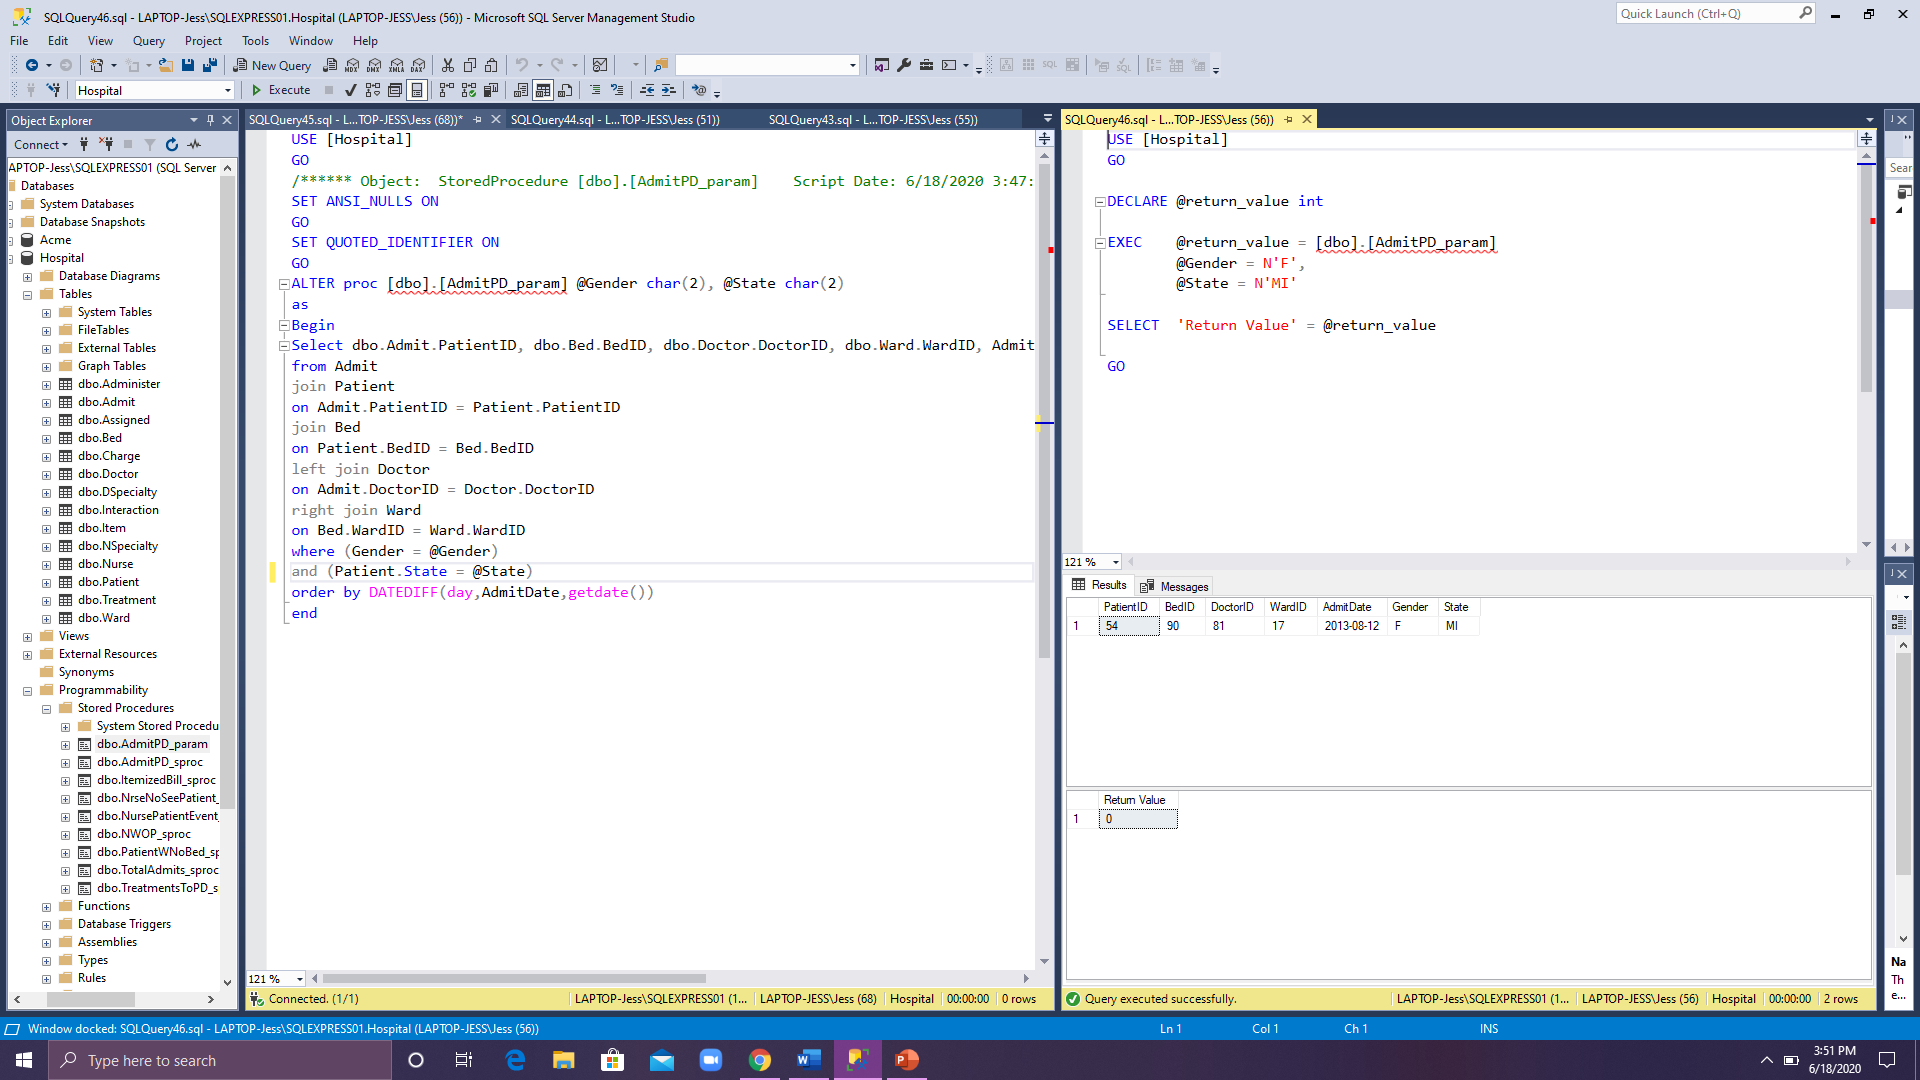 SQLQuery46.sql - LAPTOP-Jess\SQLEXPRESS01.Hospital (LAPTOP-JESS\Jess (56)) - Microsoft SQL Server Management Studio
Quick Launch (Ctrl+Q)
File Edit View Query Project Tools Window Help
New Query
Hospital
Execute
Object Explorer
Connect
APTOP-Jess\SQLEXPRESS01 (SQL Server
Databases
System Databases
Database Snapshots
Acme
Hospital
Database Diagrams
Tables
System Tables
FileTables
External Tables
Graph Tables
dbo.Administer
dbo.Admit
dbo.Assigned
dbo.Bed
dbo.Charge
dbo.Doctor
dbo.DSpecialty
dbo.Interaction
dbo.Item
dbo.NSpecialty
dbo.Nurse
dbo.Patient
dbo.Treatment
dbo.Ward
Views
External Resources
Synonyms
Programmability
Stored Procedures
System Stored Procedu
dbo.AdmitPD_param
dbo.AdmitPD_sproc
dbo.ItemizedBill_sproc
dbo.NrseNoSeePatient_
dbo.NursePatientEvent_
dbo.NWOP_sproc
dbo.PatientWNoBed_sp
dbo.TotalAdmits_sproc
dbo.TreatmentsToPD_s
Functions
Database Triggers
Assemblies
Types
Rules
SQLQuery45.sql - L...TOP-JESS\Jess (68))*
SQLQuery44.sql - L...TOP-JESS\Jess (51))
SQLQuery43.sql - L...TOP-JESS\Jess (55))
USE [Hospital]
GO
/****** Object:  StoredProcedure [dbo].[AdmitPD_param]    Script Date: 6/18/2020 3:47:
SET ANSI_NULLS ON
GO
SET QUOTED_IDENTIFIER ON
GO
ALTER proc [dbo].[AdmitPD_param] @Gender char(2), @State char(2)
as
Begin
Select dbo.Admit.PatientID, dbo.Bed.BedID, dbo.Doctor.DoctorID, dbo.Ward.WardID, Admit
from Admit
join Patient
on Admit.PatientID = Patient.PatientID
join Bed
on Patient.BedID = Bed.BedID
left join Doctor
on Admit.DoctorID = Doctor.DoctorID
right join Ward
on Bed.WardID = Ward.WardID
where (Gender = @Gender)
and (Patient.State = @State)
order by DATEDIFF(day,AdmitDate,getdate())
end
121 %
Connected. (1/1)
LAPTOP-Jess\SQLEXPRESS01 (1... LAPTOP-JESS\Jess (68) Hospital 00:00:00 0 rows
SQLQuery46.sql - L...TOP-JESS\Jess (56))
USE [Hospital]
GO
DECLARE @return_value int
EXEC @return_value = [dbo].[AdmitPD_param]
@Gender = N'F',
@State = N'MI'
SELECT 'Return Value' = @return_value
GO
121 %
Results Messages
PatientID BedID DoctorID WardID AdmitDate Gender State
1 54 90 81 17 2013-08-12 F MI
Return Value
1 0
Query executed successfully.
LAPTOP-Jess\SQLEXPRESS01 (1... LAPTOP-JESS\Jess (56) Hospital 00:00:00 2 rows
Sear
Na
Th
e...
Window docked: SQLQuery46.sql - LAPTOP-Jess\SQLEXPRESS01.Hospital (LAPTOP-JESS\Jess (56))
Ln 1 Col 1 Ch 1 INS
Type here to search
3:51 PM
6/18/2020